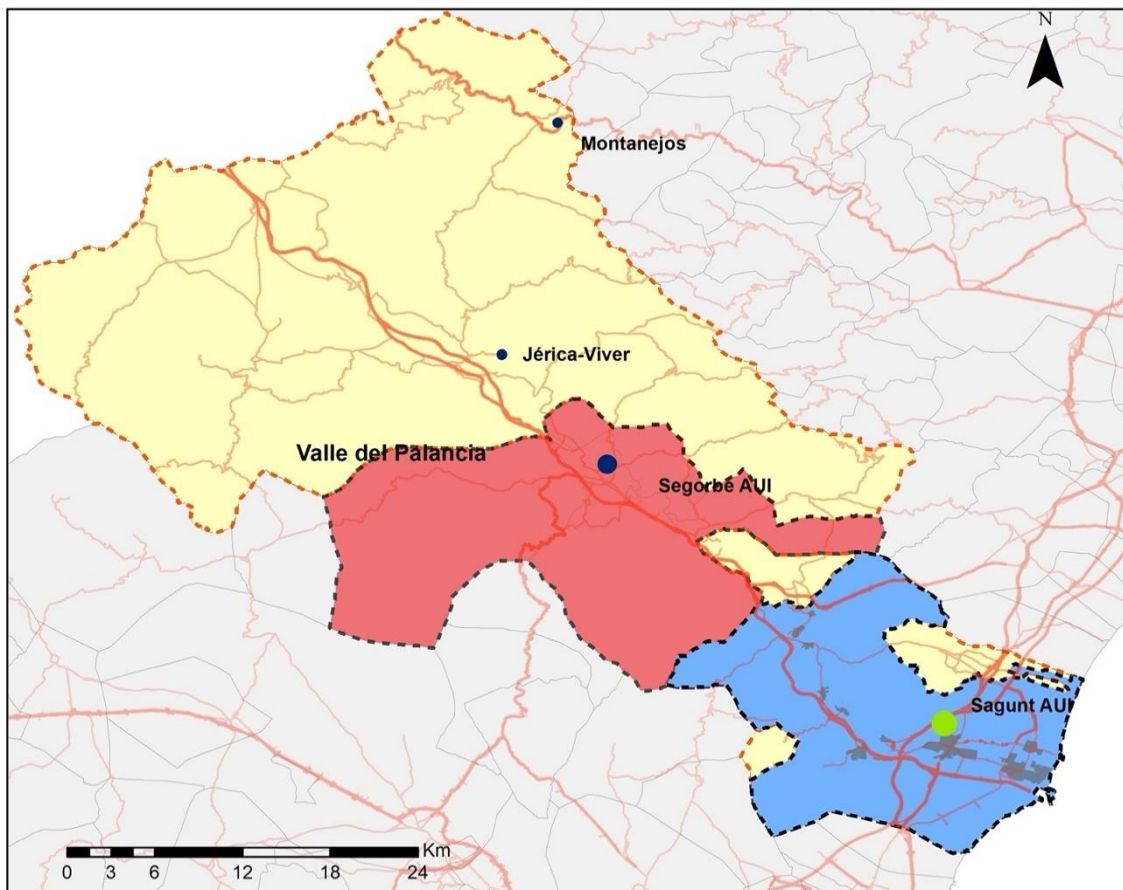 N
Montanejos
Jérica-Viver
Valle del Palancia
Segorbe AUI
Sagunt AUI
Km
0 3 6 12 18 24